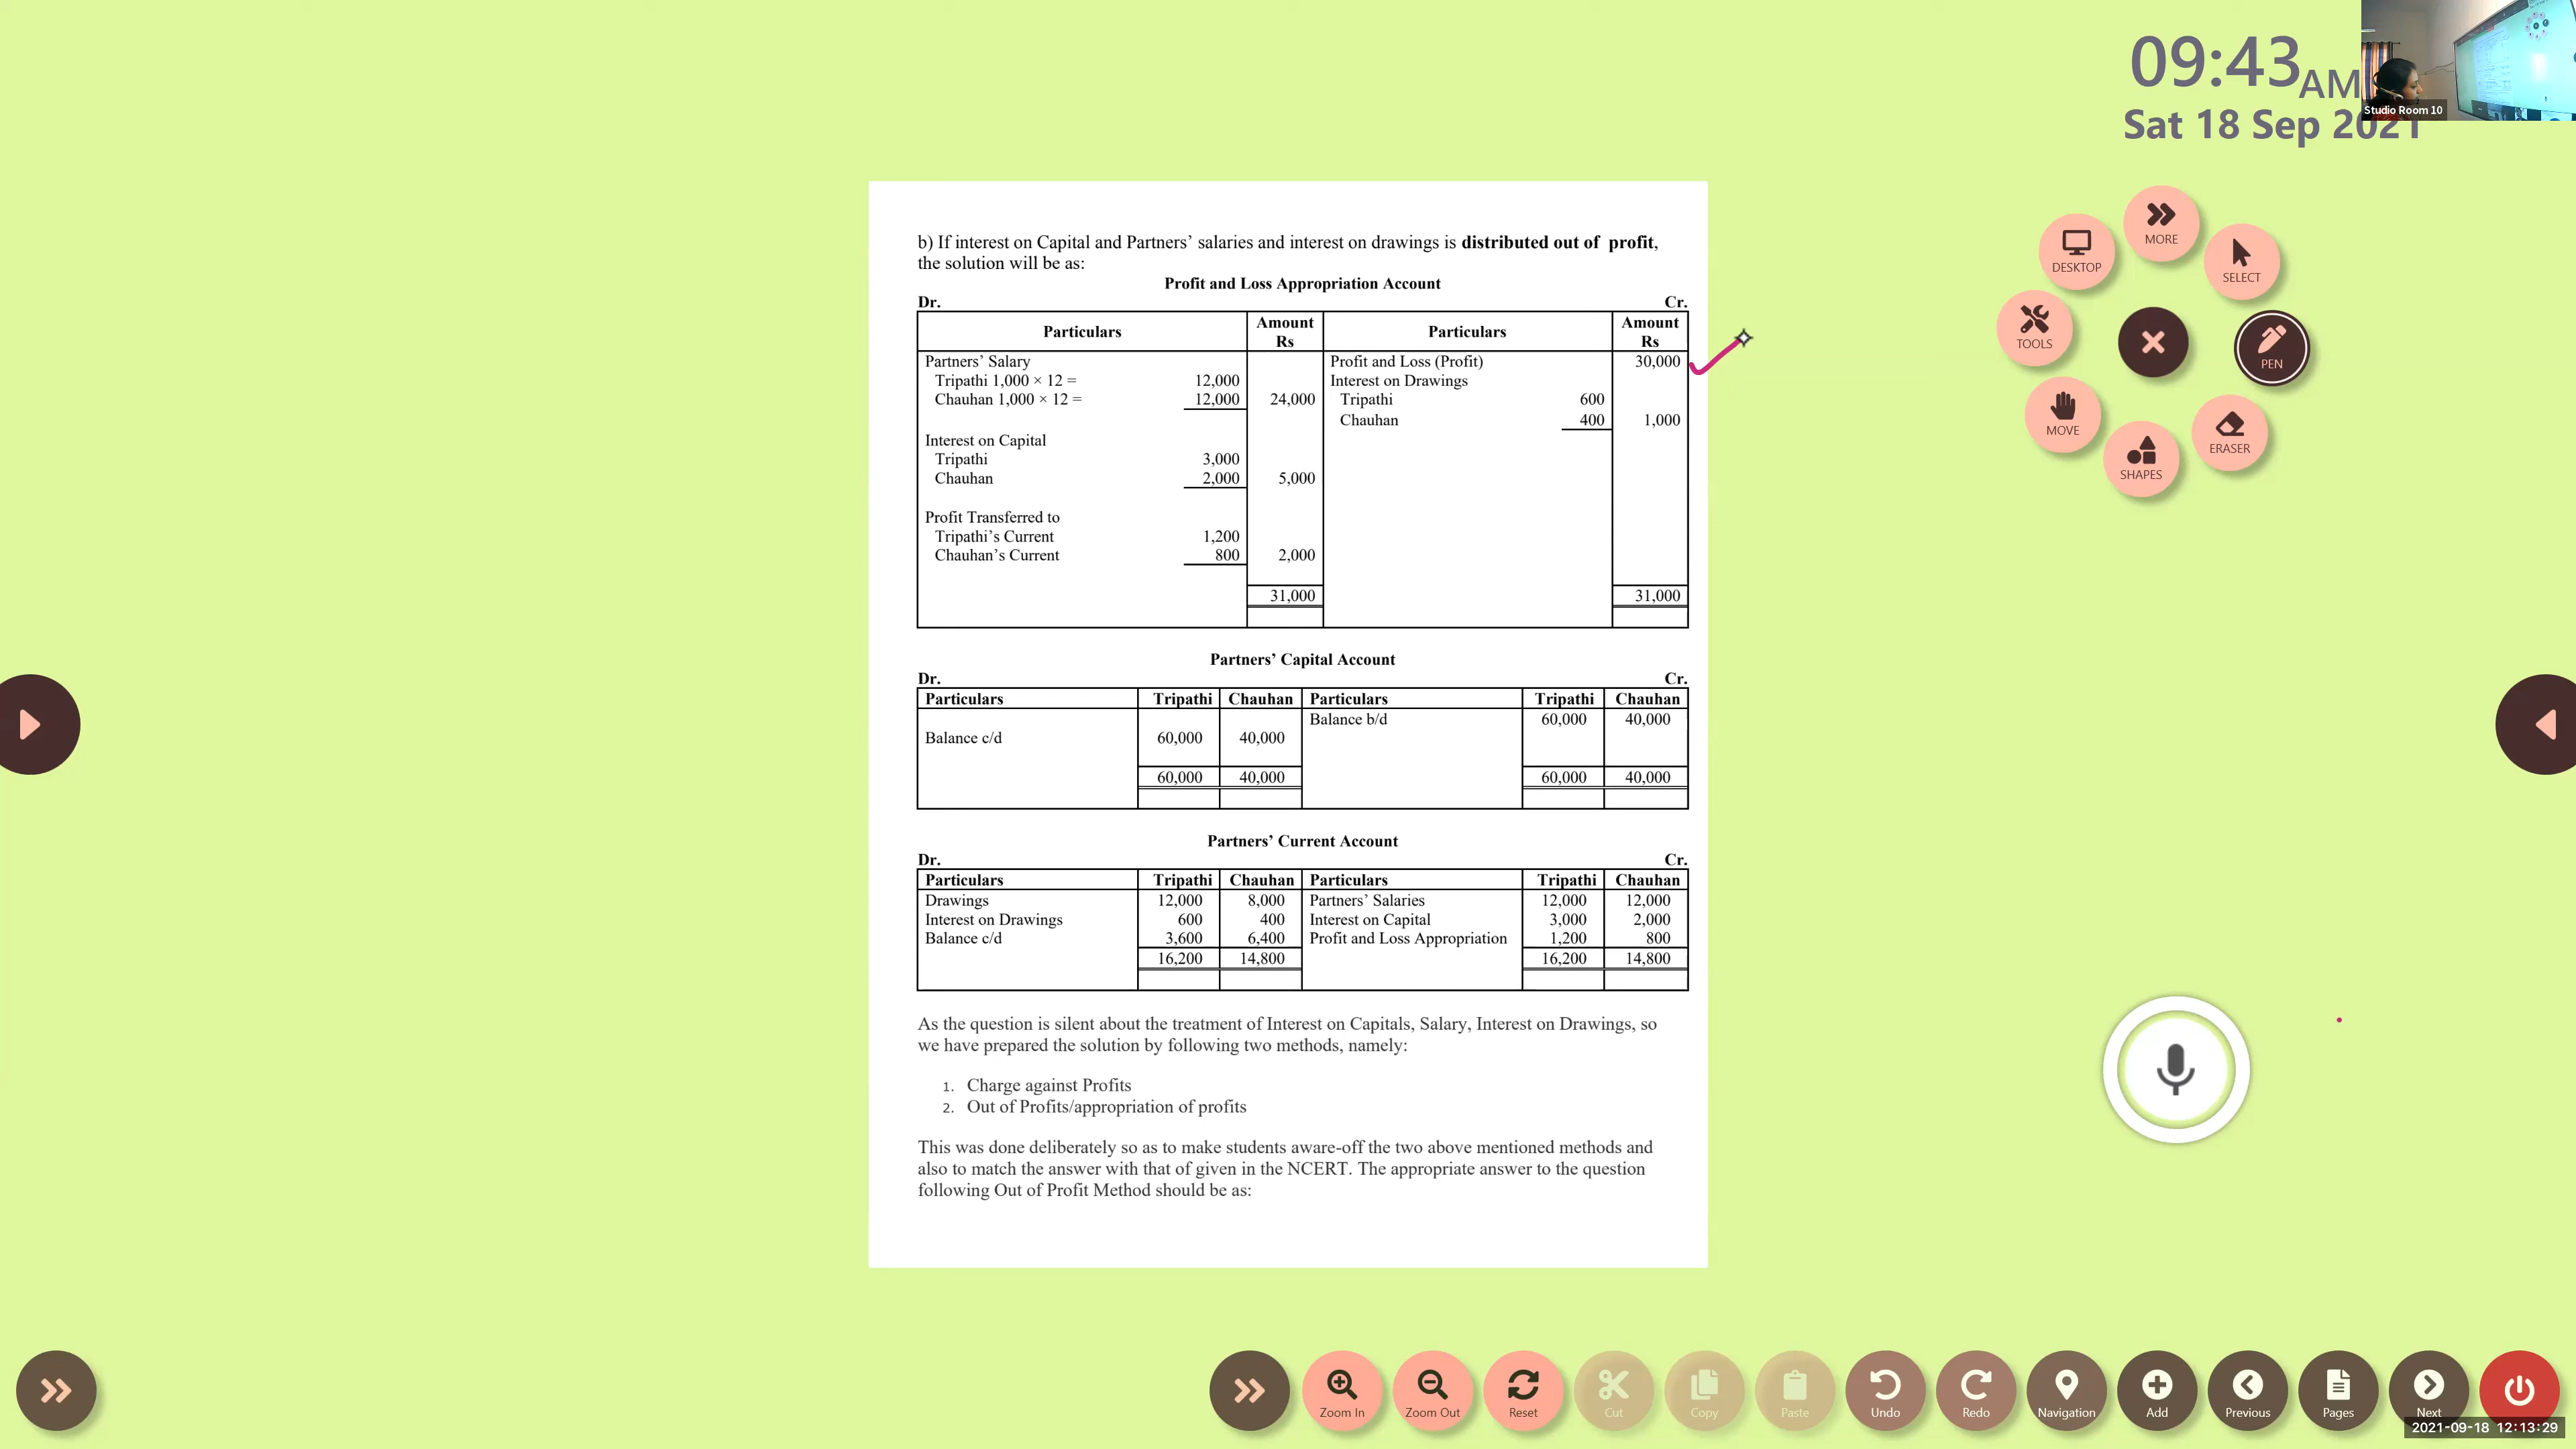 09:43 AM
Sat 18 Sep 2021
Studio Room 10
b) If interest on Capital and Partners’ salaries and interest on drawings is distributed out of profit,
the solution will be as:
Profit and Loss Appropriation Account
Dr. Cr.
Particulars Amount Rs Particulars Amount Rs
Partners’ Salary Profit and Loss (Profit) 30,000
Tripathi 1,000 × 12 = 12,000 Interest on Drawings
Chauhan 1,000 × 12 = 12,000 24,000 Tripathi 600
Chauhan 400 1,000
Interest on Capital
Tripathi 3,000
Chauhan 2,000 5,000
Profit Transferred to
Tripathi’s Current 1,200
Chauhan’s Current 800 2,000
31,000 31,000
Partners’ Capital Account
Dr. Cr.
Particulars Tripathi Chauhan Particulars Tripathi Chauhan
Balance b/d 60,000 40,000
Balance c/d 60,000 40,000
60,000 40,000 60,000 40,000
Partners’ Current Account
Dr. Cr.
Particulars Tripathi Chauhan Particulars Tripathi Chauhan
Drawings 12,000 8,000 Partners’ Salaries 12,000 12,000
Interest on Drawings 600 400 Interest on Capital 3,000 2,000
Balance c/d 3,600 6,400 Profit and Loss Appropriation 1,200 800
16,200 14,800 16,200 14,800
As the question is silent about the treatment of Interest on Capitals, Salary, Interest on Drawings, so
we have prepared the solution by following two methods, namely:
1. Charge against Profits
2. Out of Profits/appropriation of profits
This was done deliberately so as to make students aware-off the two above mentioned methods and
also to match the answer with that of given in the NCERT. The appropriate answer to the question
following Out of Profit Method should be as:
MORE
DESKTOP
SELECT
TOOLS
PEN
MOVE
ERASER
SHAPES
Zoom In Zoom Out Reset Cut Copy Paste Undo Redo Navigation Add Previous Pages Next
2021-09-18 12:13:29